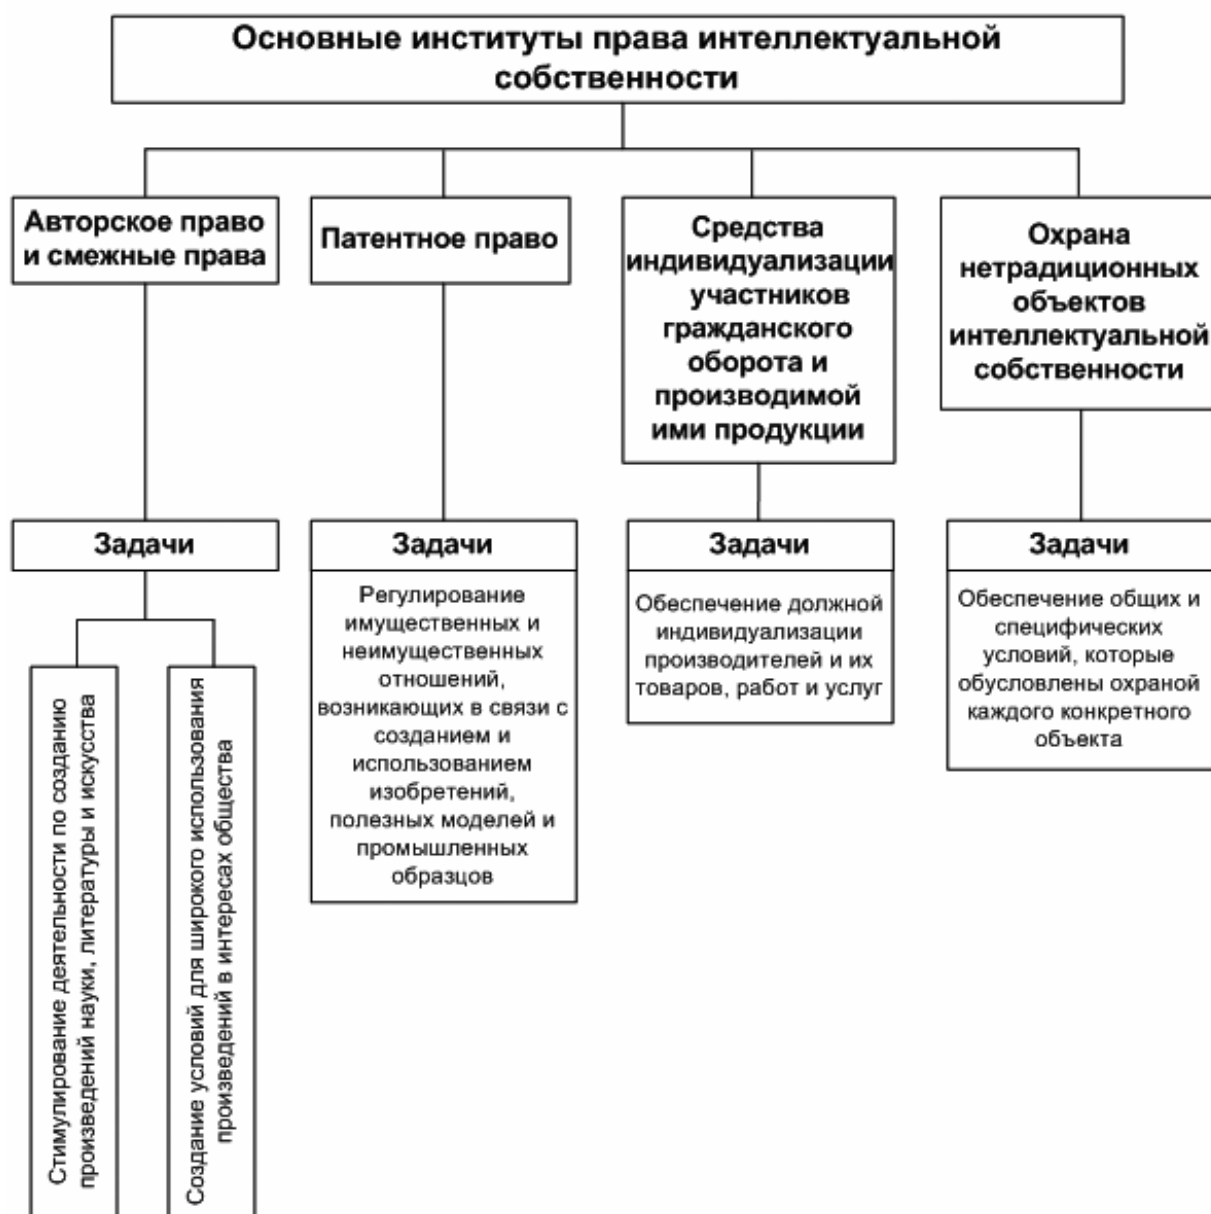 Основные институты права интеллектуальной
собственности
Авторское право
и смежные права
Патентное право
Средства
индивидуализации
участников
гражданского
оборота и
производимой
ими продукции
Охрана
нетрадиционных
объектов
интеллектуальной
собственности
Задачи
Стимулирование деятельности по созданию
произведений науки, литературы и искусства
Создание условий для широкого использования
произведений в интересах общества
Задачи
Регулирование
имущественных и
неимущественных
отношений,
возникающих в связи с
созданием и
использованием
изобретений,
полезных моделей и
промышленных
образцов
Задачи
Обеспечение должной
индивидуализации
производителей и их
товаров, работ и услуг
Задачи
Обеспечение общих и
специфических
условий, которые
обусловлены охраной
каждого конкретного
объекта